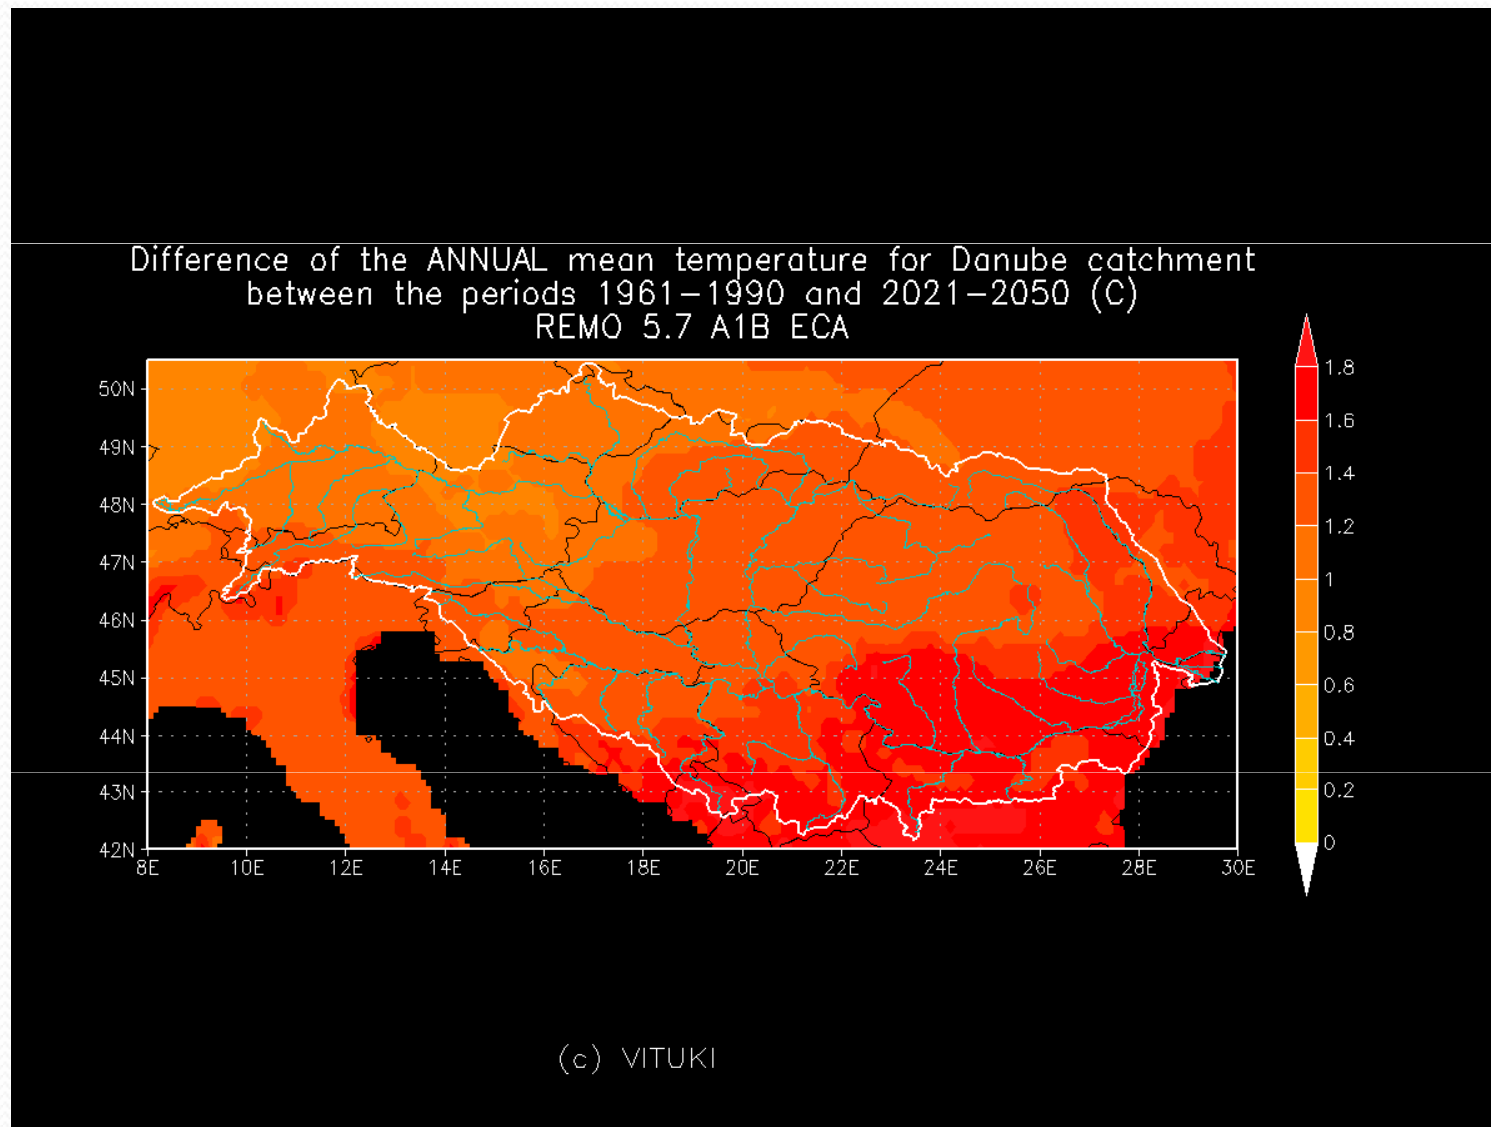 Difference of the ANNUAL mean temperature for Danube catchment
between the periods 1961-1990 and 2021-2050 (C)
REMO 5.7 A1B ECA
50N
49N
48N
47N
46N
45N
44N
43N
42N
8E 10E 12E 14E 16E 18E 20E 22E 24E 26E 28E 30E
1.8
1.6
1.4
1.2
1
0.8
0.6
0.4
0.2
0
(c) VITUKI